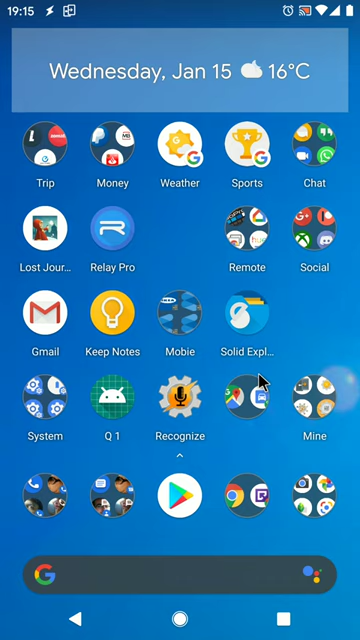 19:15
Wednesday, Jan 15 16°C
Trip Money Weather Sports Chat
Lost Jour... Relay Pro Remote Social
Gmail Keep Notes Mobie Solid Expl...
System Q 1 Recognize Mine